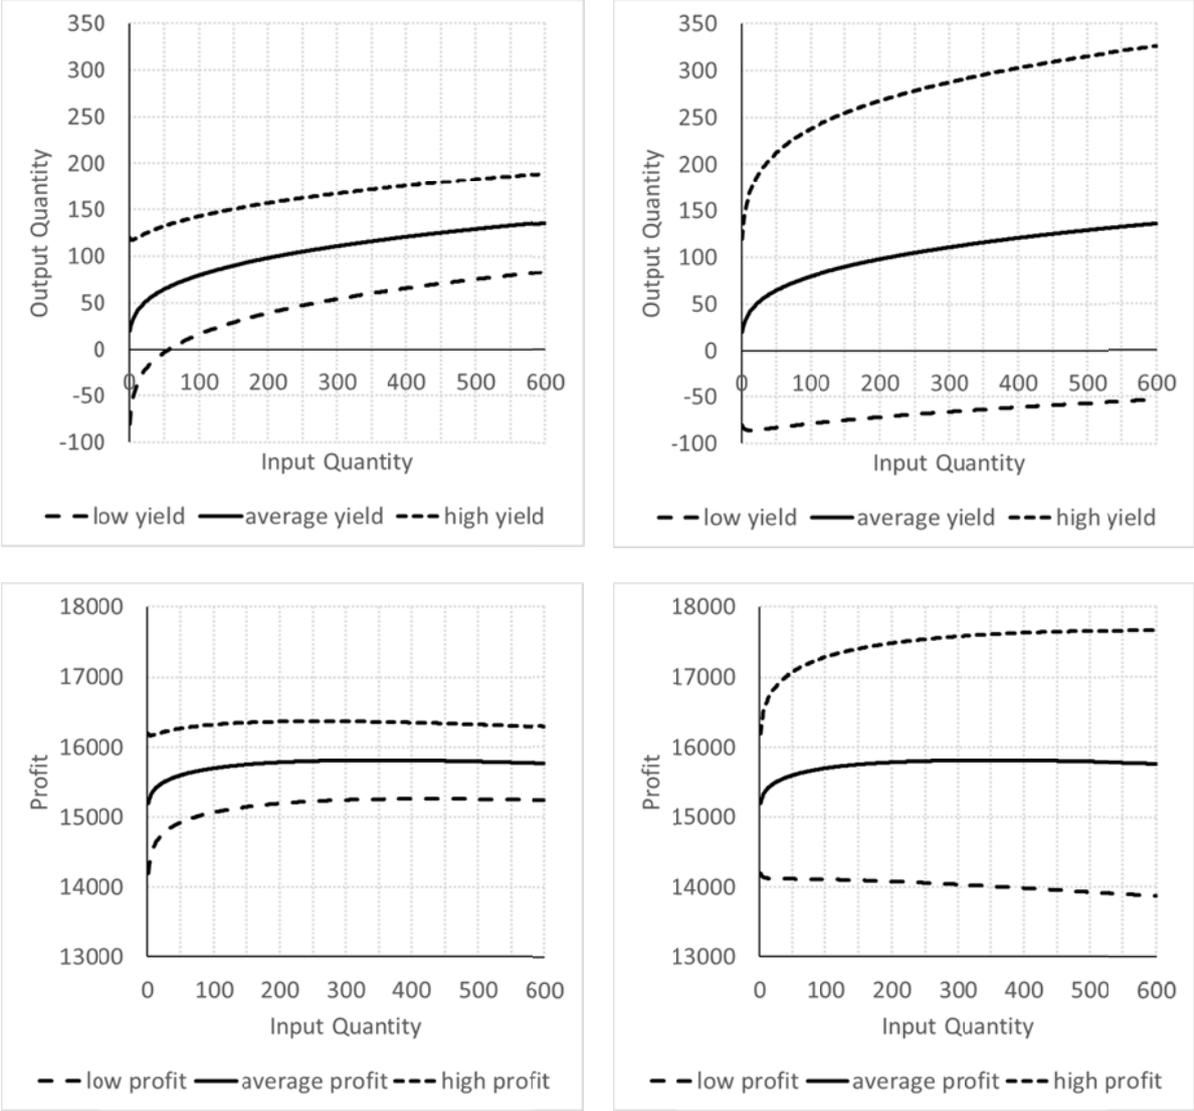 350
300
250
200
150
100
50
0
-50
-100
Output Quantity
0 100 200 300 400 500 600
Input Quantity
low yield average yield high yield
350
300
250
200
150
100
50
0
-50
-100
Output Quantity
0 100 200 300 400 500 600
Input Quantity
low yield average yield high yield
18000
17000
16000
15000
14000
13000
Profit
0 100 200 300 400 500 600
Input Quantity
low profit average profit high profit
18000
17000
16000
15000
14000
13000
Profit
0 100 200 300 400 500 600
Input Quantity
low profit average profit high profit